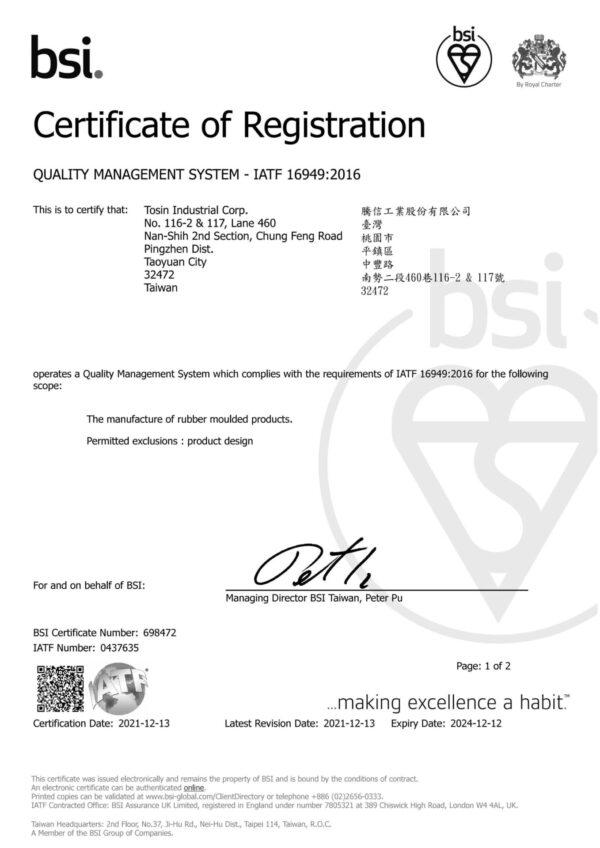 bsi.
bsi
By Royal Charter
Certificate of Registration
QUALITY MANAGEMENT SYSTEM - IATF 16949:2016
This is to certify that:
Tosin Industrial Corp.
No. 116-2 & 117, Lane 460
Nan-Shih 2nd Section, Chung Feng Road
Pingzhen Dist.
Taoyuan City
32472
Taiwan
騰信工業股份有限公司
臺灣
桃園市
平鎮區
中豐路
南勢二段460巷116-2 & 117號
32472
bsi.
operates a Quality Management System which complies with the requirements of IATF 16949:2016 for the following
scope:
The manufacture of rubber moulded products.
Permitted exclusions : product design
For and on behalf of BSI:
Managing Director BSI Taiwan, Peter Pu
BSI Certificate Number: 698472
IATF Number: 0437635
Page: 1 of 2
IATF
...making excellence a habit.™
Certification Date: 2021-12-13
Latest Revision Date: 2021-12-13
Expiry Date: 2024-12-12
This certificate was issued electronically and remains the property of BSI and is bound by the conditions of contract.
An electronic certificate can be authenticated online.
Printed copies can be validated at www.bsi-global.com/ClientDirectory or telephone +886 (02)2656-0333.
IATF Contracted Office: BSI Assurance UK Limited, registered in England under number 7805321 at 389 Chiswick High Road, London W4 4AL, UK.
Taiwan Headquarters: 2nd Floor, No.37, Ji-Hu Rd., Nei-Hu Dist., Taipei 114, Taiwan, R.O.C.
A Member of the BSI Group of Companies.